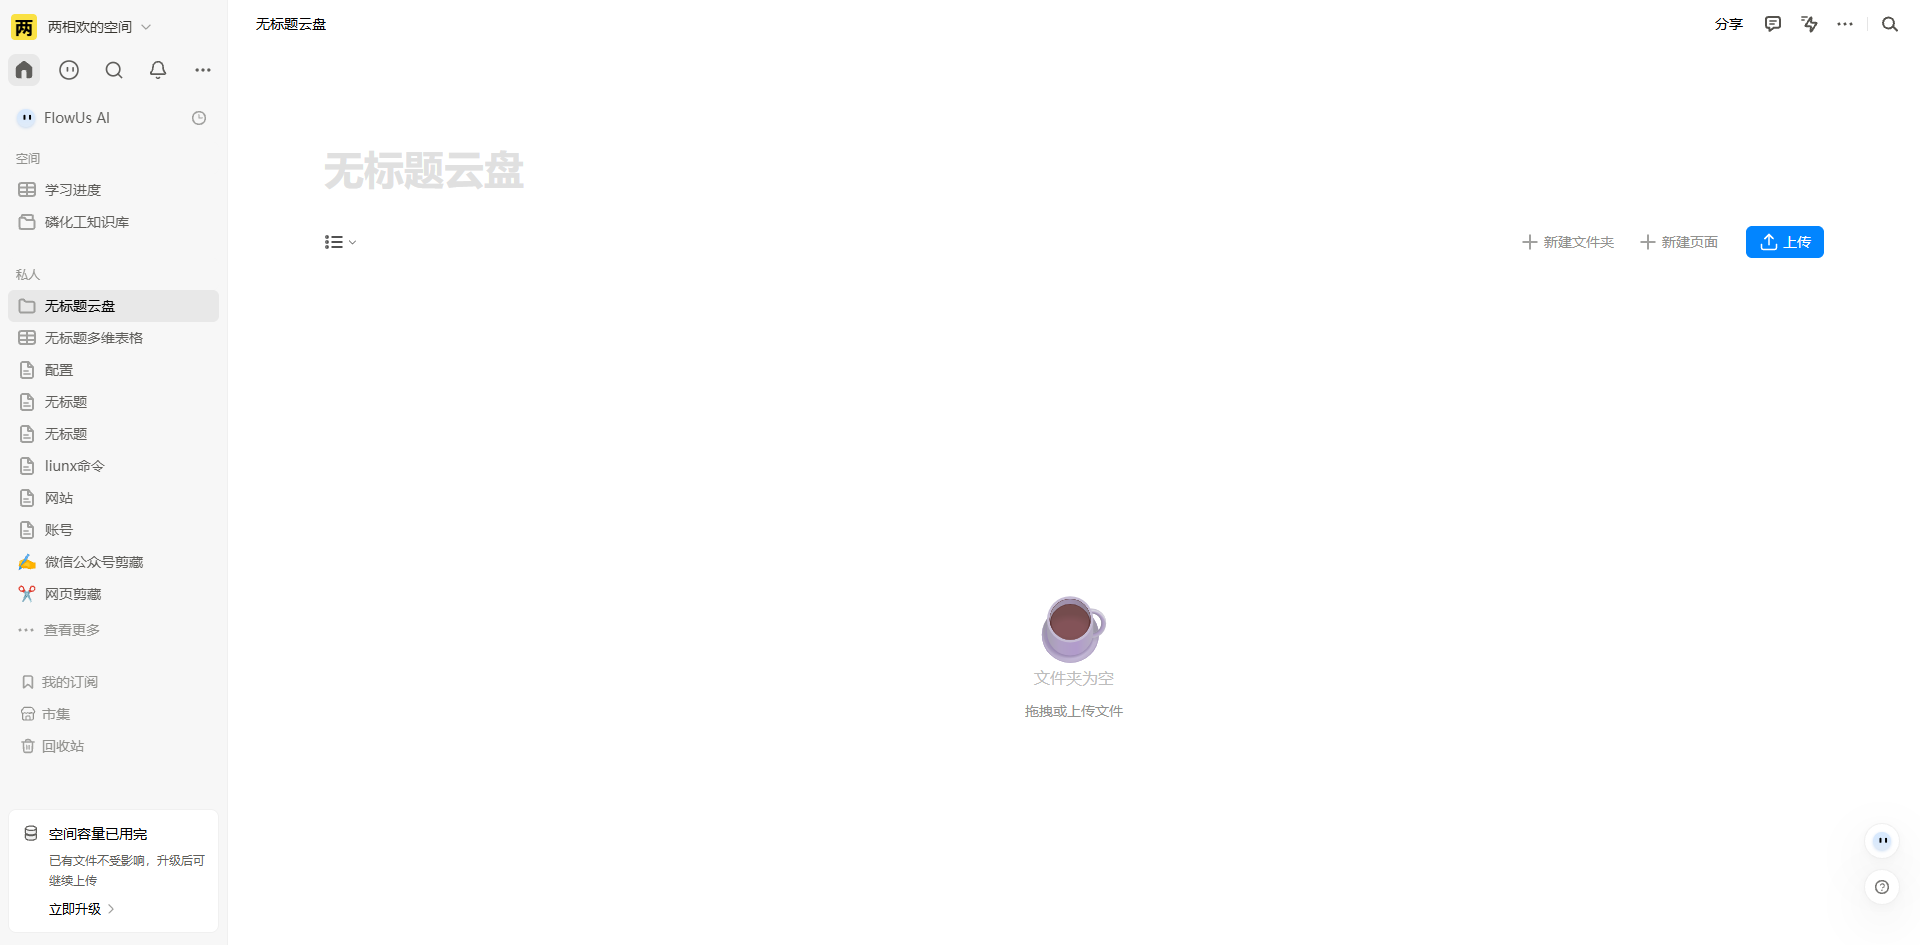 两 两相欢的空间
FlowUs AI
空间
学习进度
磷化工知识库
私人
无标题云盘
无标题多维表格
配置
无标题
无标题
liunx命令
网站
账号
微信公众号剪藏
网页剪藏
查看更多
我的订阅
市集
回收站
空间容量已用完
已有文件不受影响，升级后可
继续上传
立即升级
无标题云盘
分享
无标题云盘
新建文件夹
新建页面
上传
文件夹为空
拖拽或上传文件